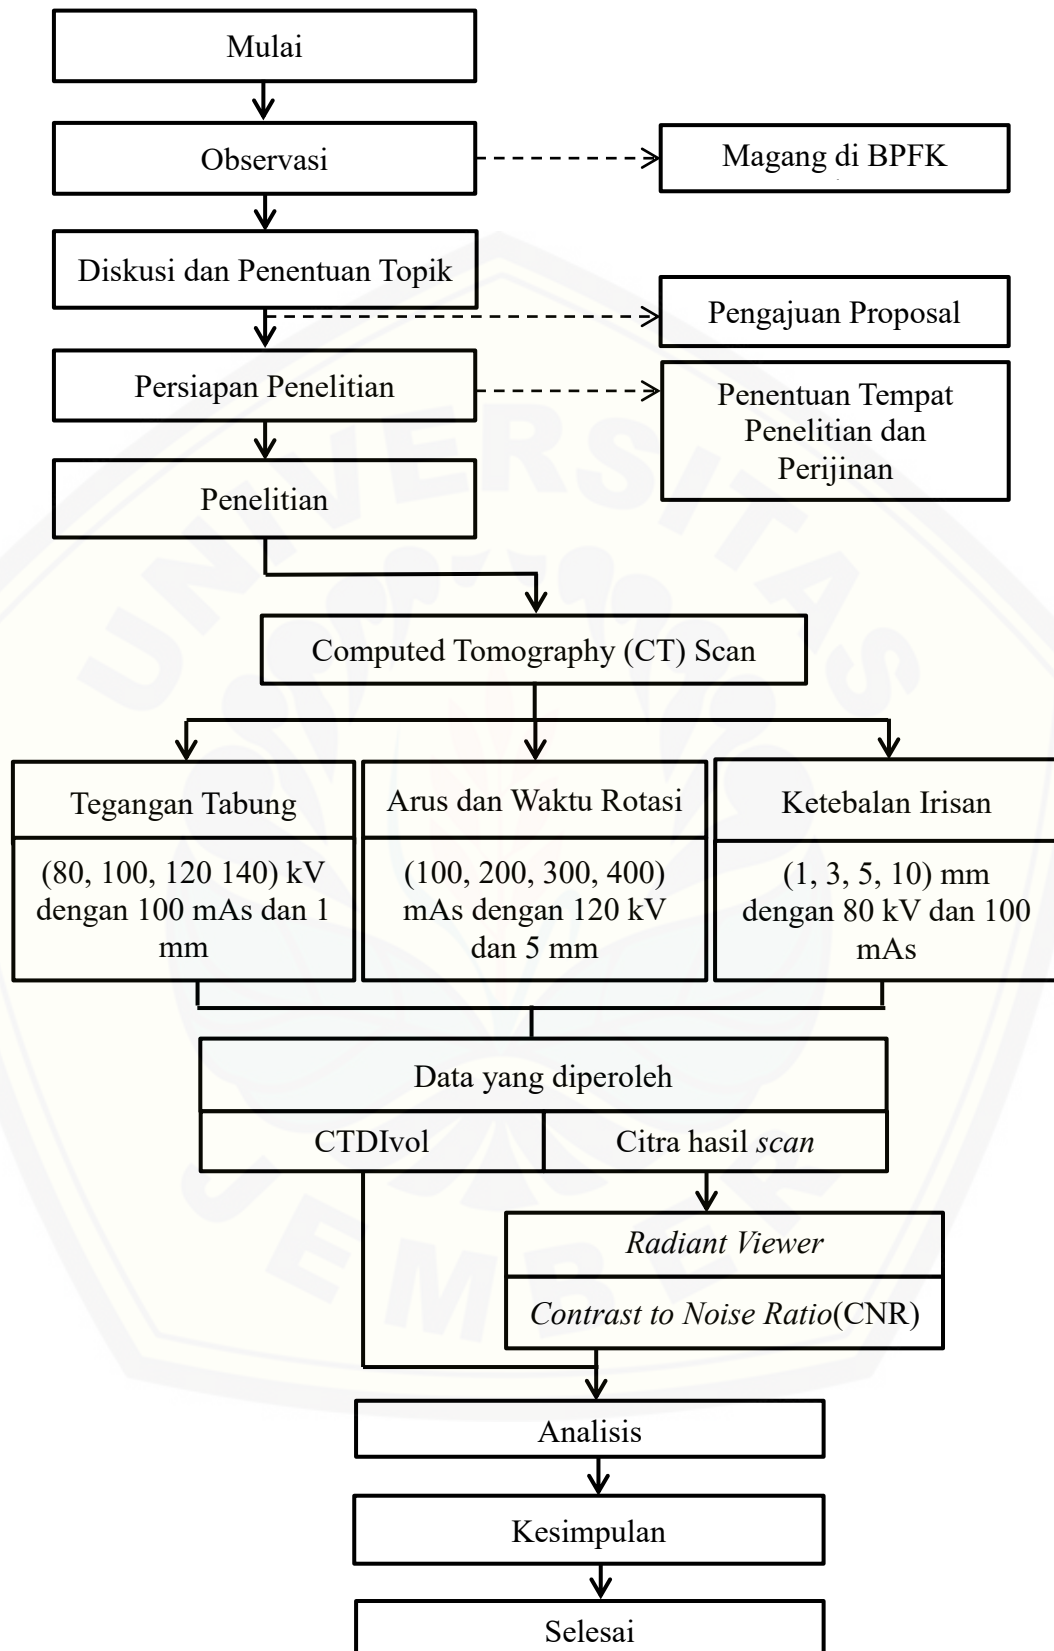 Mulai
Observasi
Magang di BPFK
Diskusi dan Penentuan Topik
Pengajuan Proposal
Persiapan Penelitian
Penentuan Tempat
Penelitian dan
Perijinan
Penelitian
Computed Tomography (CT) Scan
Tegangan Tabung
(80, 100, 120 140) kV
dengan 100 mAs dan 1
mm
Arus dan Waktu Rotasi
(100, 200, 300, 400)
mAs dengan 120 kV
dan 5 mm
Ketebalan Irisan
(1, 3, 5, 10) mm
dengan 80 kV dan 100
mAs
Data yang diperoleh
CTDIvol
Citra hasil scan
Radiant Viewer
Contrast to Noise Ratio(CNR)
Analisis
Kesimpulan
Selesai
UNIVERSITAS
JEMBER